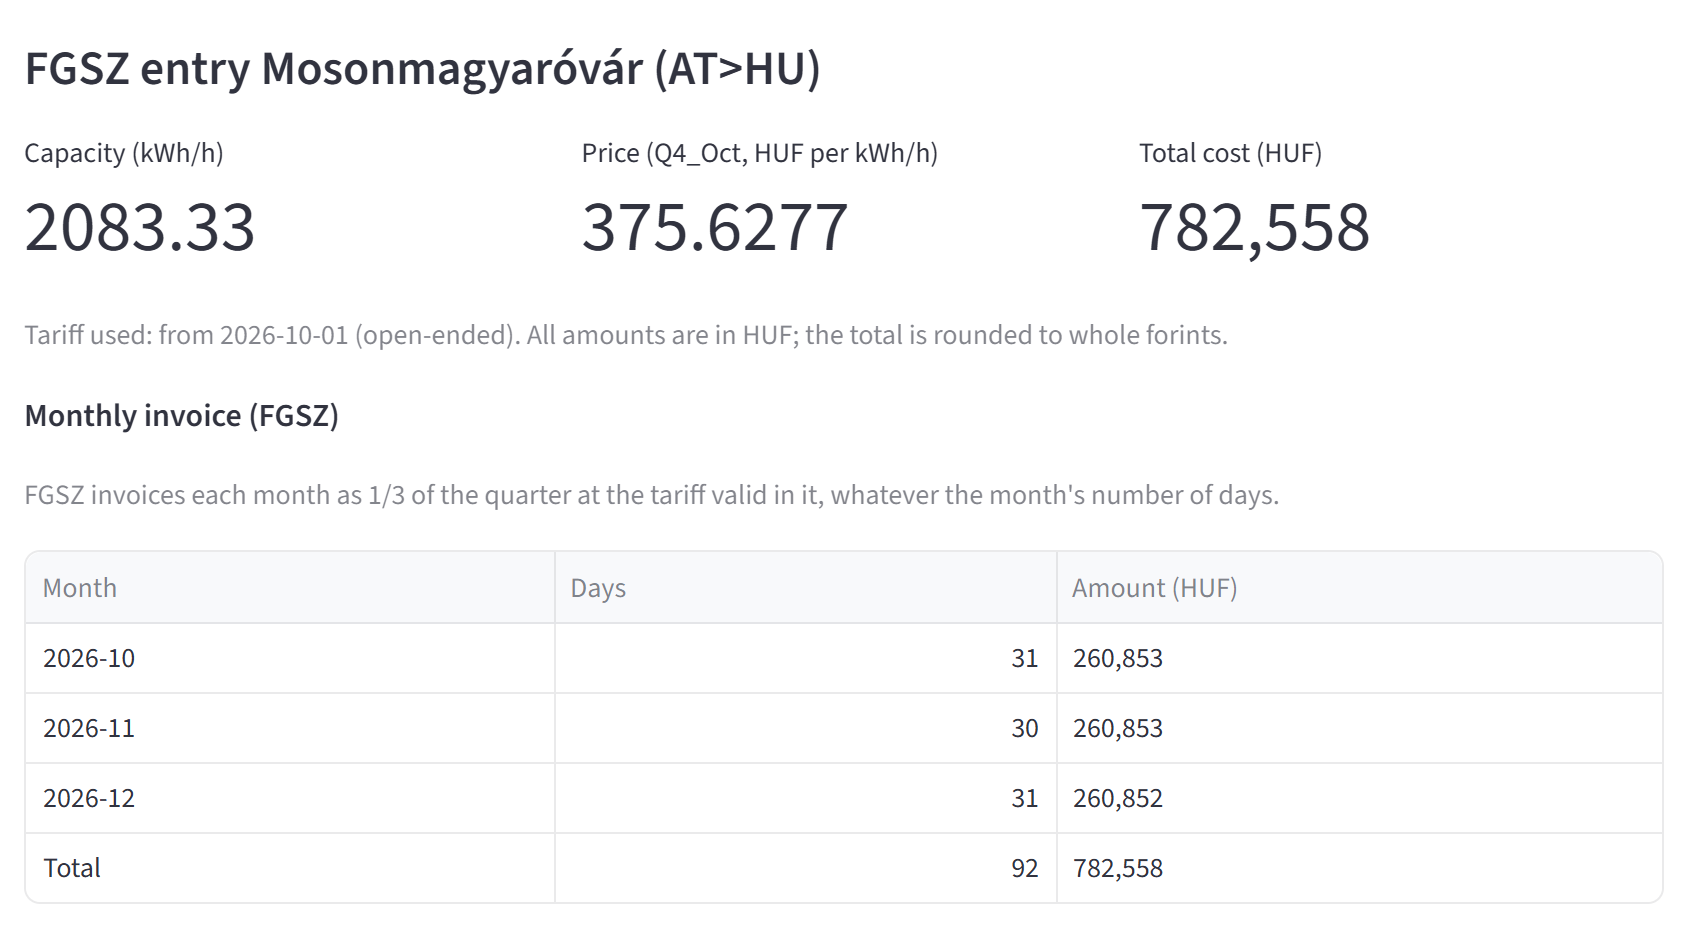 FGSZ entry Mosonmagyaróvár (AT>HU)
Capacity (kWh/h) Price (Q4_Oct, HUF per kWh/h) Total cost (HUF)
2083.33 375.6277 782,558
Tariff used: from 2026-10-01 (open-ended). All amounts are in HUF; the total is rounded to whole forints.
Monthly invoice (FGSZ)
FGSZ invoices each month as 1/3 of the quarter at the tariff valid in it, whatever the month's number of days.
Month Days Amount (HUF)
2026-10 31 260,853
2026-11 30 260,853
2026-12 31 260,852
Total 92 782,558